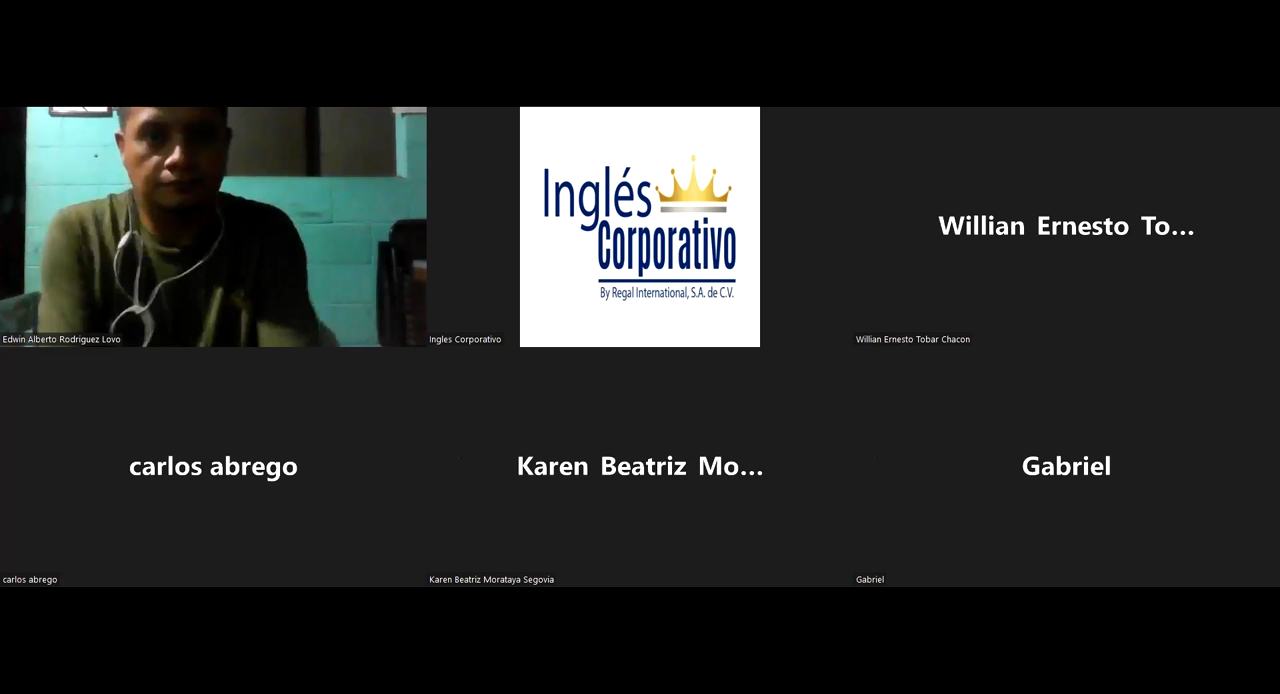 Inglés
Corporativo
By Regal International, S.A. de C.V.
Willian Ernesto To...
Edwin Alberto Rodriguez Lovo
Ingles Corporativo
Willian Ernesto Tobar Chacon
carlos abrego
Karen Beatriz Mo...
Gabriel
carlos abrego
Karen Beatriz Morataya Segovia
Gabriel